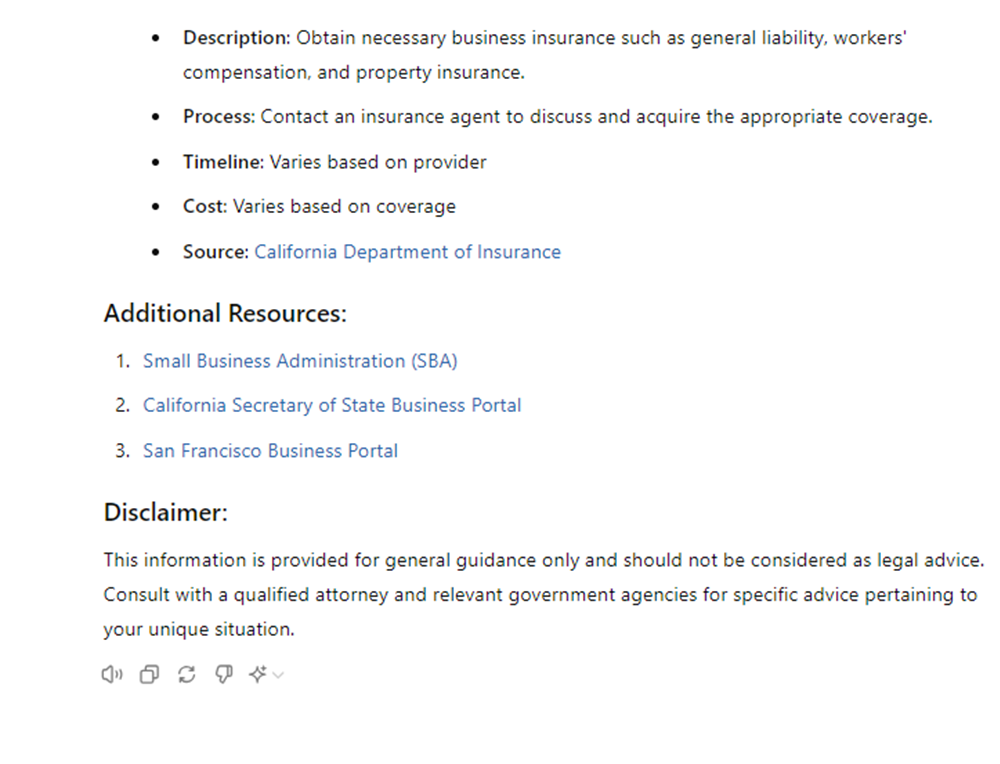 • Description: Obtain necessary business insurance such as general liability, workers'
compensation, and property insurance.
• Process: Contact an insurance agent to discuss and acquire the appropriate coverage.
• Timeline: Varies based on provider
• Cost: Varies based on coverage
• Source: California Department of Insurance
Additional Resources:
1. Small Business Administration (SBA)
2. California Secretary of State Business Portal
3. San Francisco Business Portal
Disclaimer:
This information is provided for general guidance only and should not be considered as legal advice.
Consult with a qualified attorney and relevant government agencies for specific advice pertaining to
your unique situation.